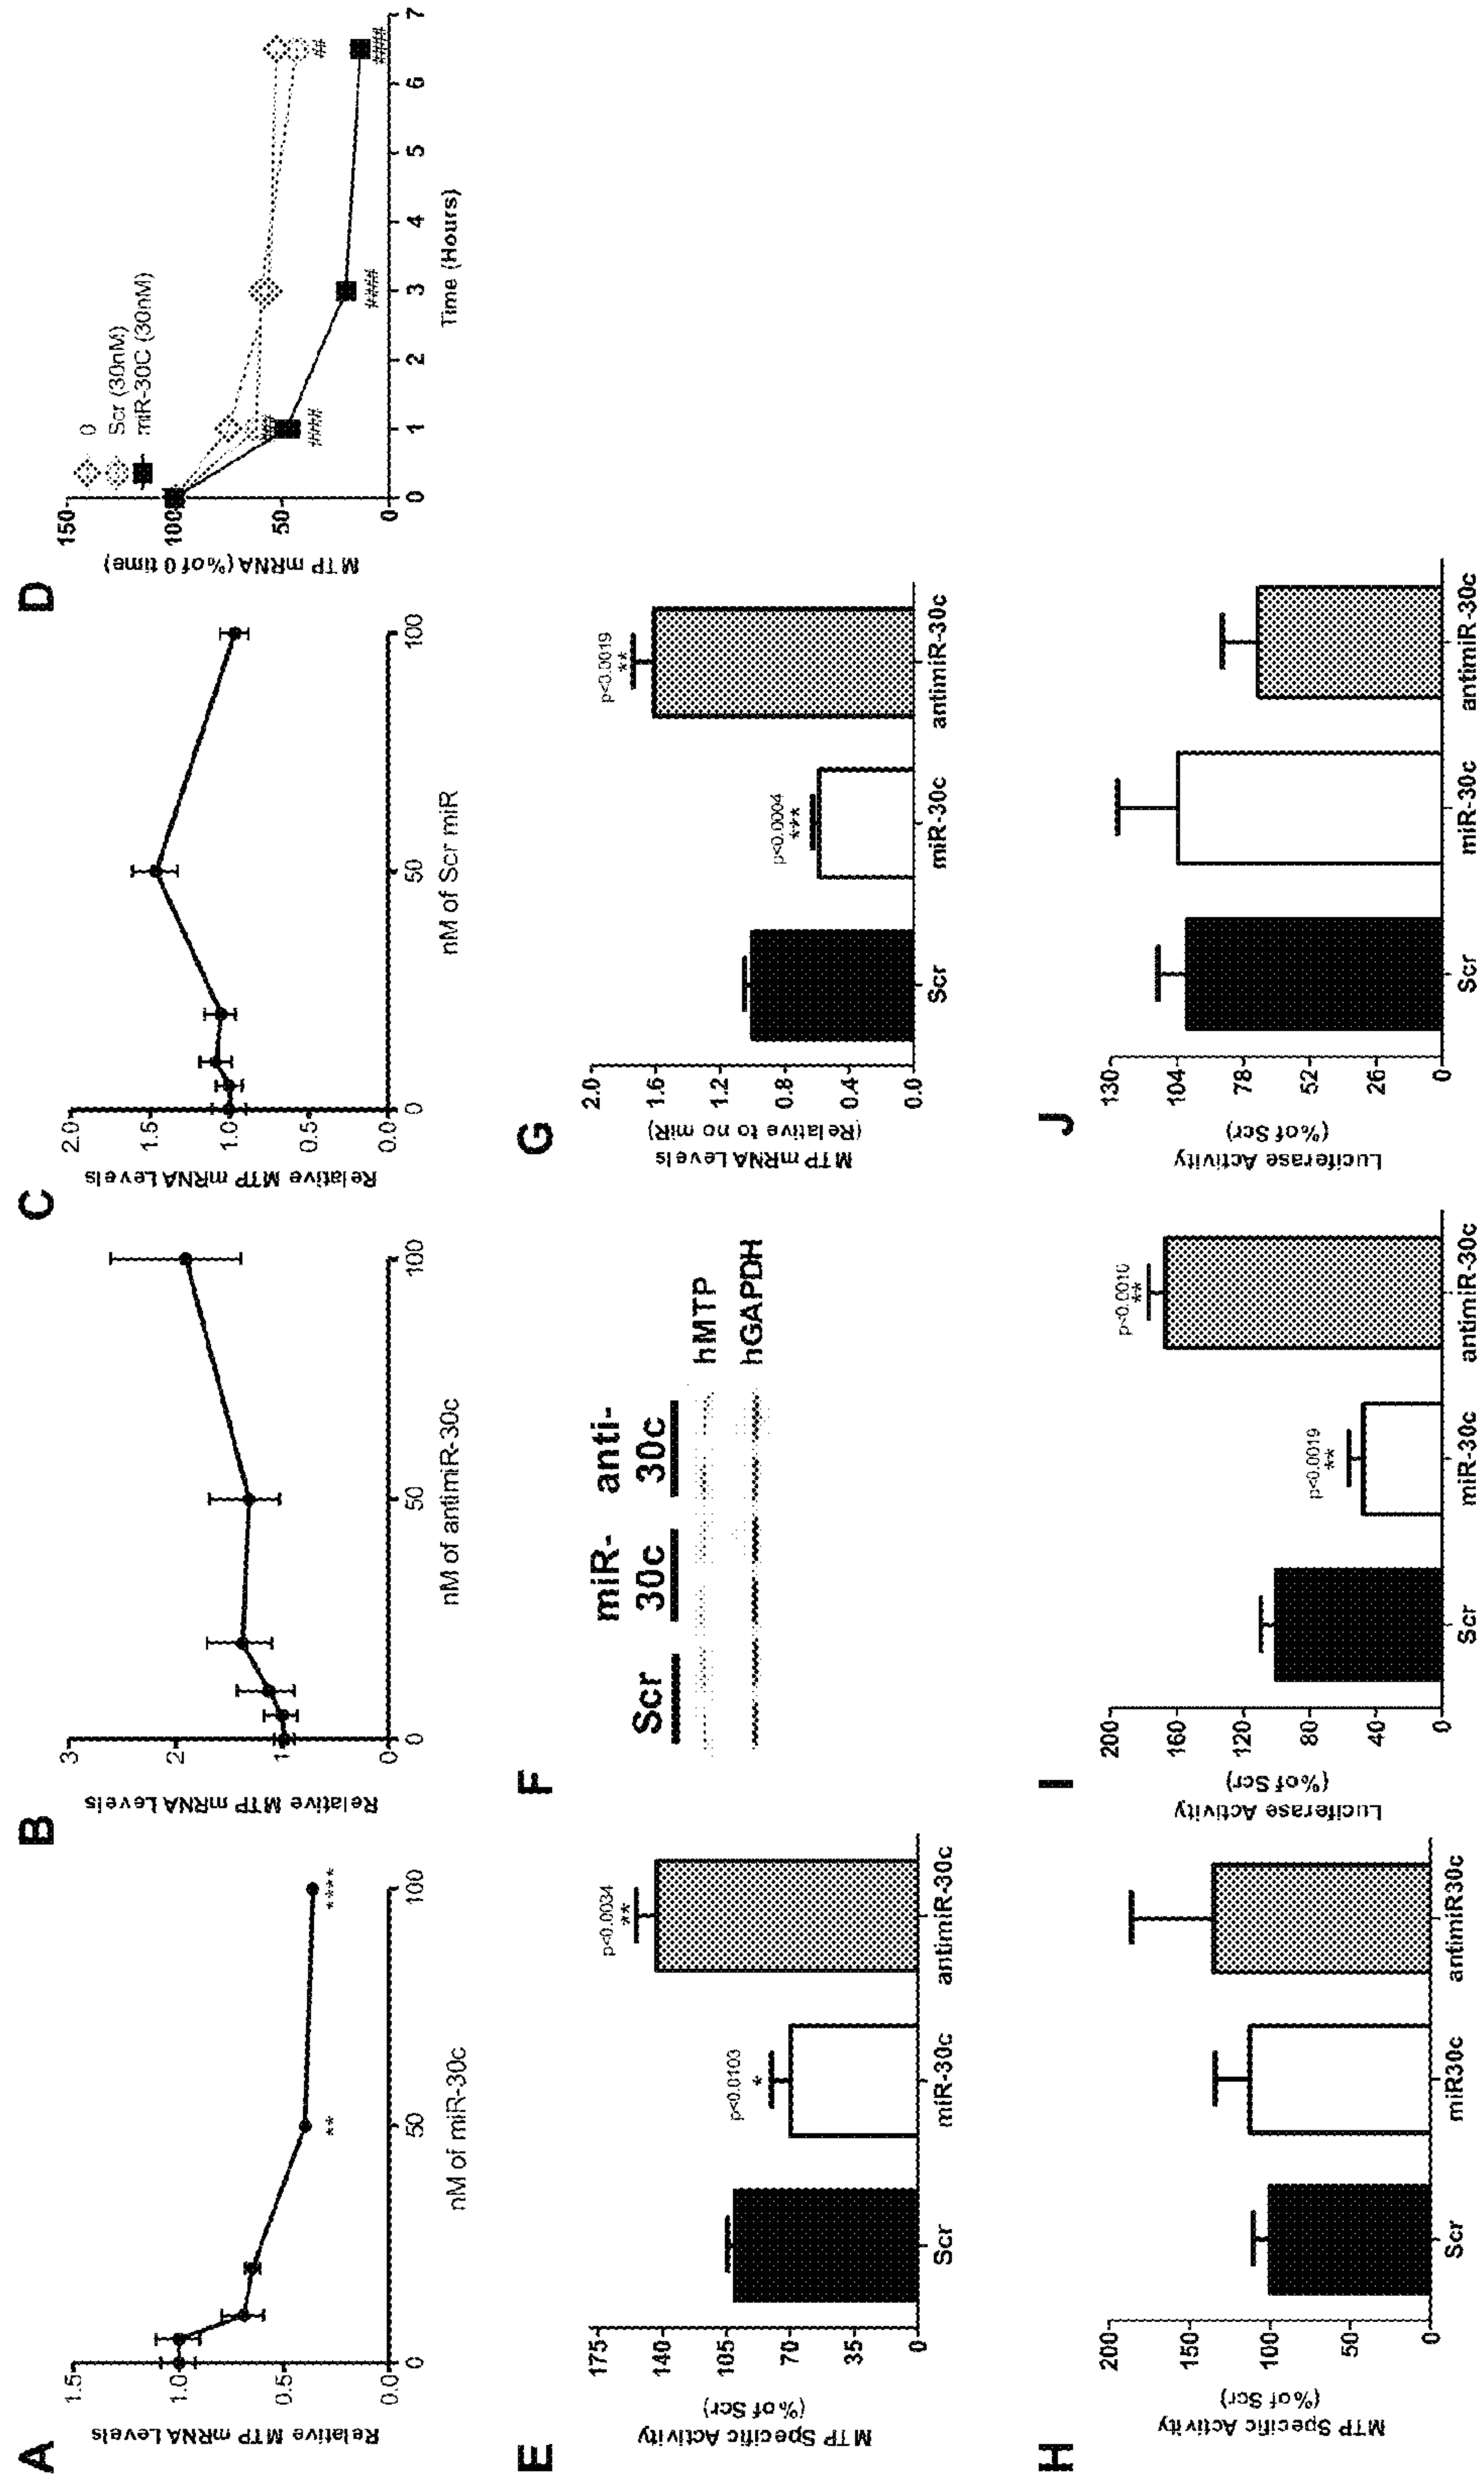 A
Relative MTP mRNA Levels
1.5
1.0
0.5
0.0
0
50
100
**
****
nM of miR-30c
B
Relative MTP mRNA Levels
3
2
1
0
0
50
100
nM of antimiR-30c
C
Relative MTP mRNA Levels
2.0
1.5
1.0
0.5
0.0
0
50
100
nM of Scr miR
D
MTP mRNA (% of 0 time)
150
100
50
0
0
1
2
3
4
5
6
7
Time (Hours)
0
Scr (30nM)
miR-30C (30nM)
##
###
####
##
####
E
MTP Specific Activity
(% of Scr)
175
140
105
70
35
0
p<0.0103
*
p<0.0034
**
Scr
miR-30c
antimiR-30c
F
miR- anti-
Scr 30c 30c
hMTP
hGAPDH
G
MTP mRNA Levels
(Relative to no miR)
2.0
1.6
1.2
0.8
0.4
0.0
p<0.0004
***
p<0.0019
**
Scr
miR-30c
antimiR-30c
H
MTP Specific Activity
(% of Scr)
200
150
100
50
0
Scr
miR30c
antimiR30c
I
Luciferase Activity
(% of Scr)
200
160
120
80
40
0
p<0.0019
**
p<0.0010
**
Scr
miR-30c
antimiR-30c
J
Luciferase Activity
(% of Scr)
130
104
78
52
26
0
Scr
miR-30c
antimiR-30c